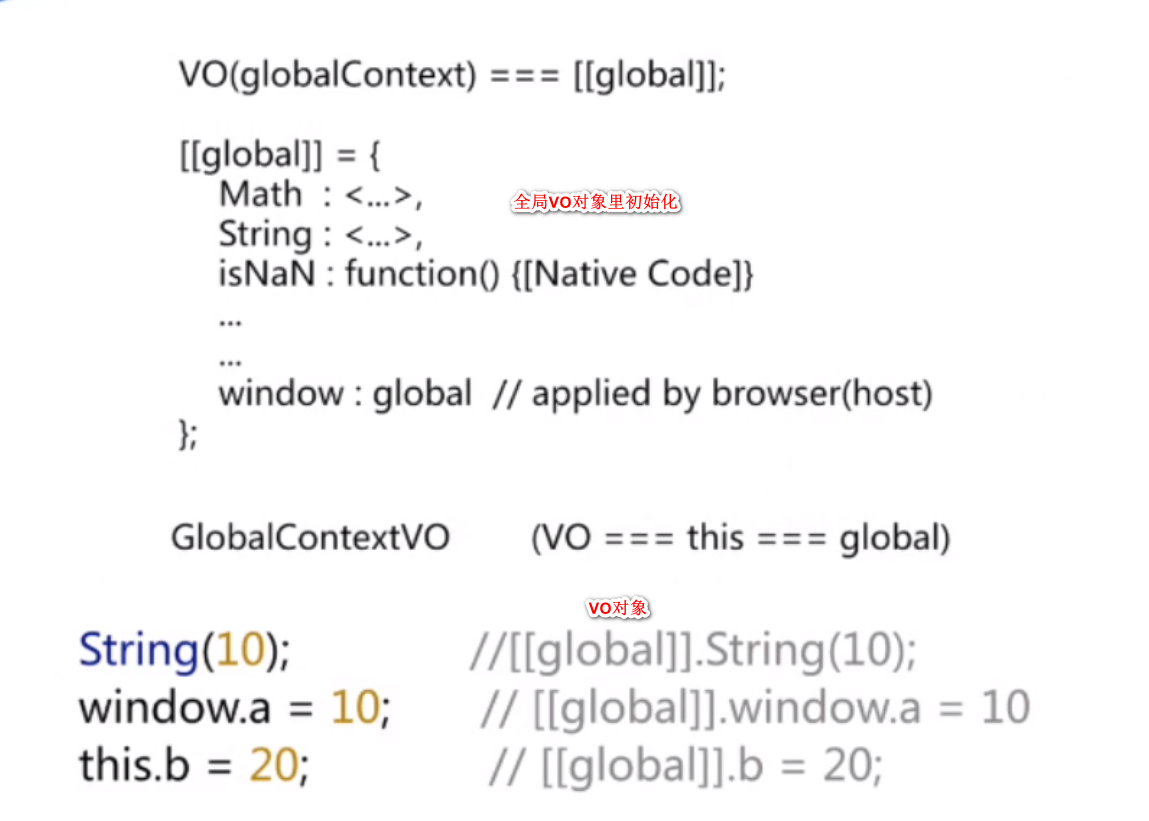 VO(globalContext) === [[global]];
[[global]] = {
Math : <...>,
全局VO对象里初始化
String : <...>,
isNaN : function() {[Native Code]}
...
...
window : global // applied by browser(host)
};
GlobalContextVO (VO === this === global)
VO对象
String(10); //[[global]].String(10);
window.a = 10; // [[global]].window.a = 10
this.b = 20; // [[global]].b = 20;